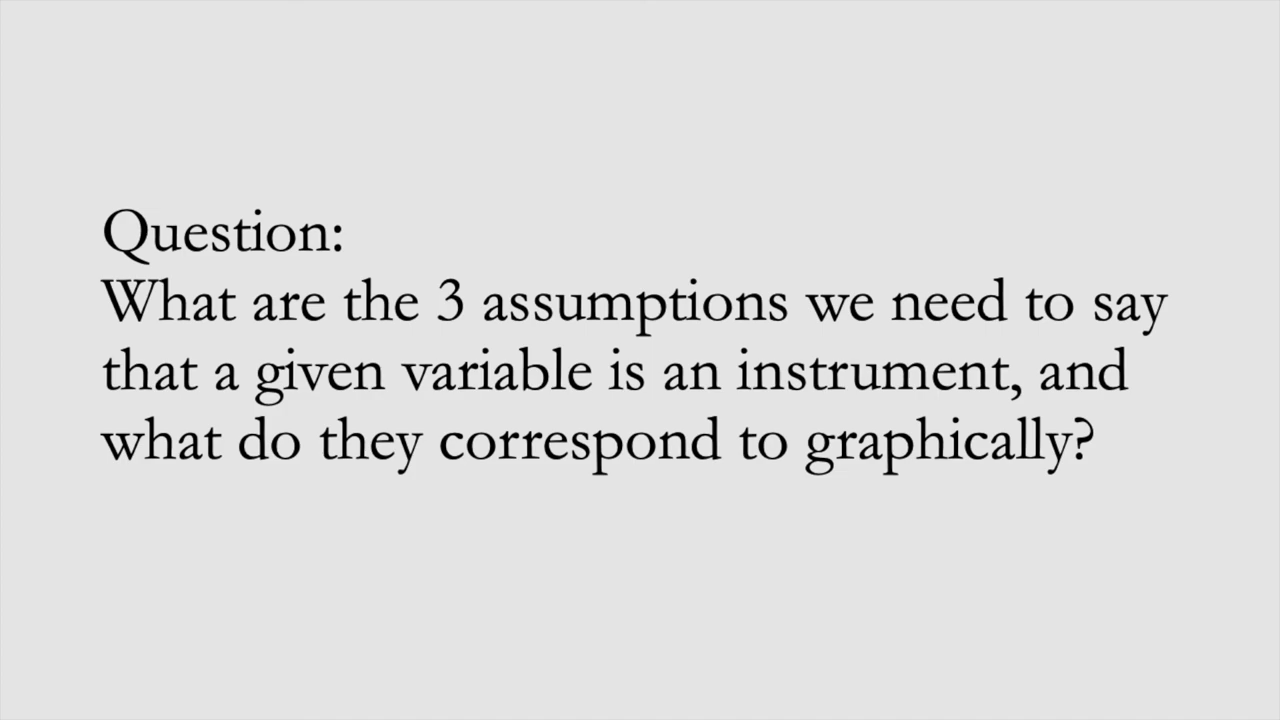 Question:
What are the 3 assumptions we need to say
that a given variable is an instrument, and
what do they correspond to graphically?